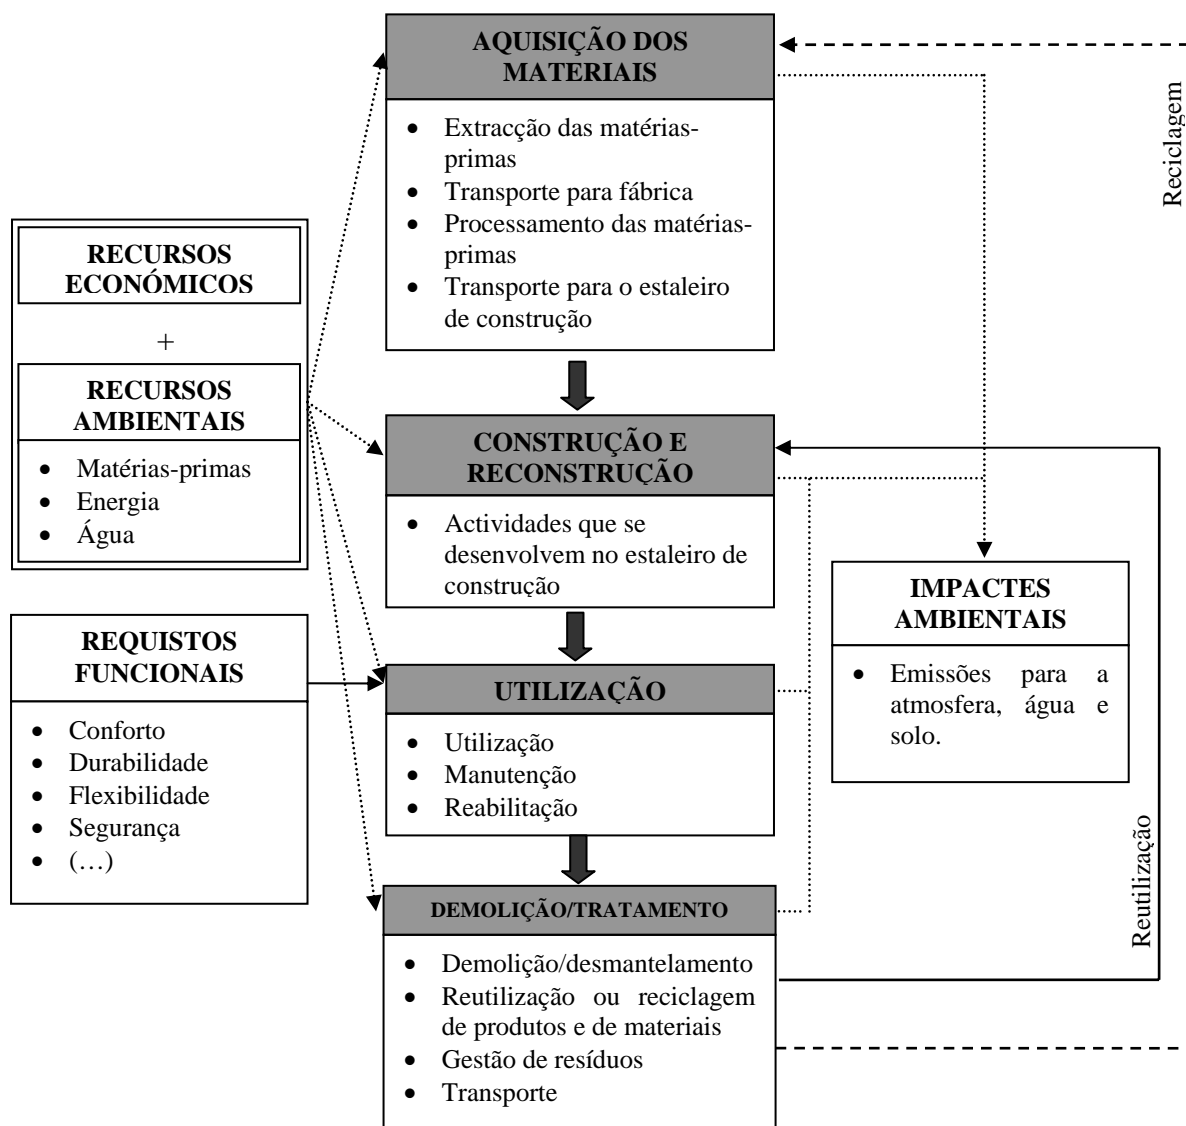 AQUISIÇÃO DOS
MATERIAIS
• Extracção das matérias-
primas
• Transporte para fábrica
• Processamento das matérias-
primas
• Transporte para o estaleiro
de construção
Reciclagem
RECURSOS
ECONÓMICOS
+
RECURSOS
AMBIENTAIS
• Matérias-primas
• Energia
• Água
CONSTRUÇÃO E
RECONSTRUÇÃO
• Actividades que se
desenvolvem no estaleiro de
construção
IMPACTES
AMBIENTAIS
• Emissões para a
atmosfera, água e
solo.
REQUISTOS
FUNCIONAIS
• Conforto
• Durabilidade
• Flexibilidade
• Segurança
• (…)
UTILIZAÇÃO
• Utilização
• Manutenção
• Reabilitação
Reutilização
DEMOLIÇÃO/TRATAMENTO
• Demolição/desmantelamento
• Reutilização ou reciclagem
de produtos e de materiais
• Gestão de resíduos
• Transporte